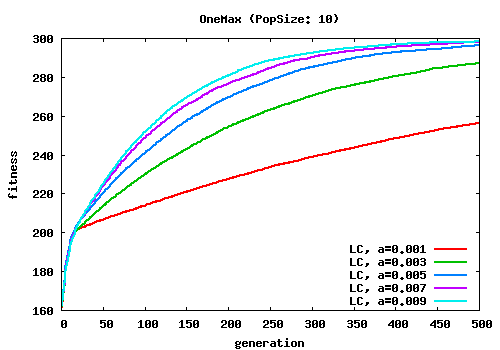 OneMax (PopSize: 10)
fitness
300
280
260
240
220
200
180
160
0 50 100 150 200 250 300 350 400 450 500
generation
LC, a=0.001
LC, a=0.003
LC, a=0.005
LC, a=0.007
LC, a=0.009